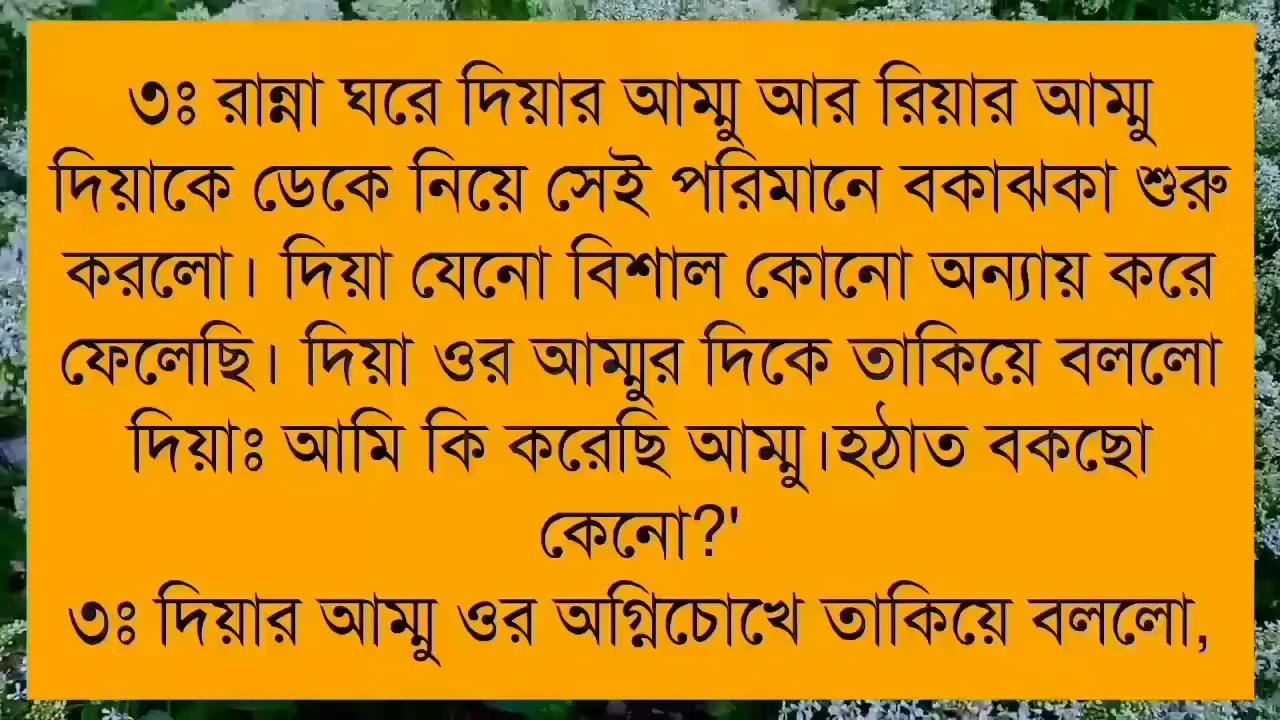 ৩ঃ রান্না ঘরে দিয়ার আম্মু আর রিয়ার আম্মু
দিয়াকে ডেকে নিয়ে সেই পরিমানে বকাঝকা শুরু
করলো। দিয়া যেনো বিশাল কোনো অন্যায় করে
ফেলেছি। দিয়া ওর আম্মুর দিকে তাকিয়ে বললো
দিয়াঃ আমি কি করেছি আম্মু।হঠাত বকছো
কেনো?'
৩ঃ দিয়ার আম্মু ওর অগ্নিচোখে তাকিয়ে বললো,